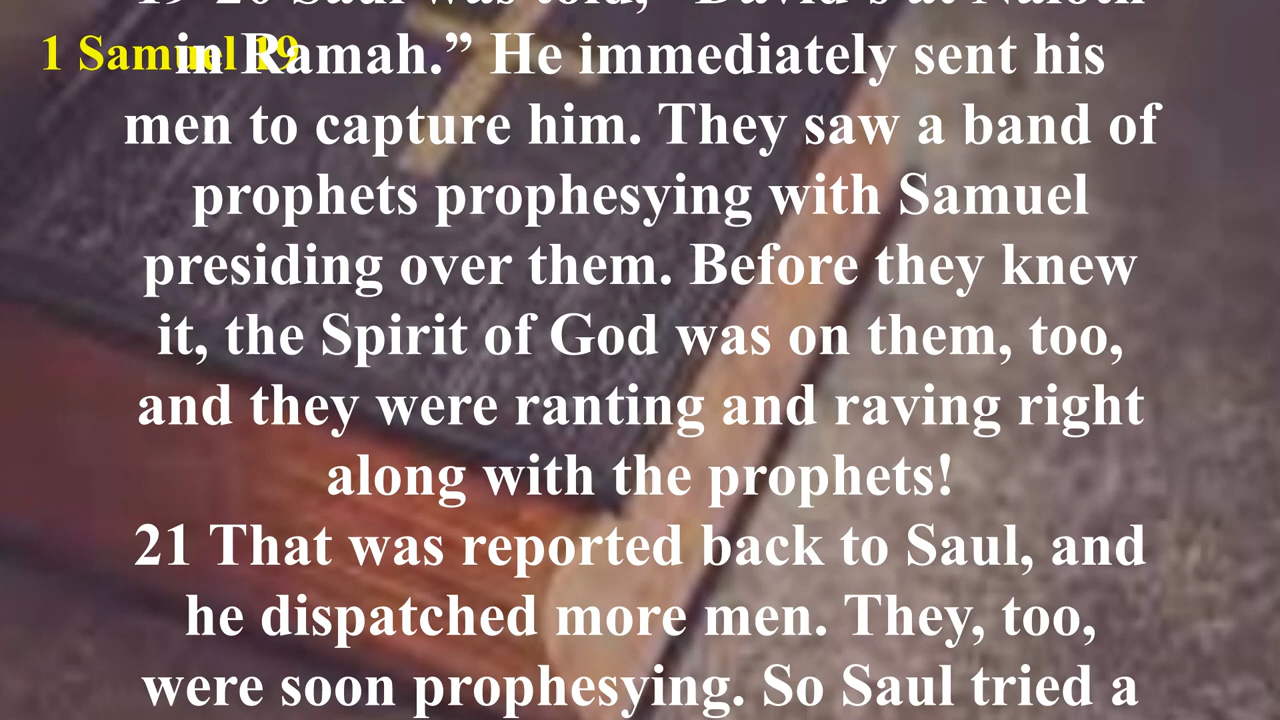 19-20 Saul was told, “David’s at Naioth
1 Samuel 19
in Ramah.” He immediately sent his
men to capture him. They saw a band of
prophets prophesying with Samuel
presiding over them. Before they knew
it, the Spirit of God was on them, too,
and they were ranting and raving right
along with the prophets!
21 That was reported back to Saul, and
he dispatched more men. They, too,
were soon prophesying. So Saul tried a